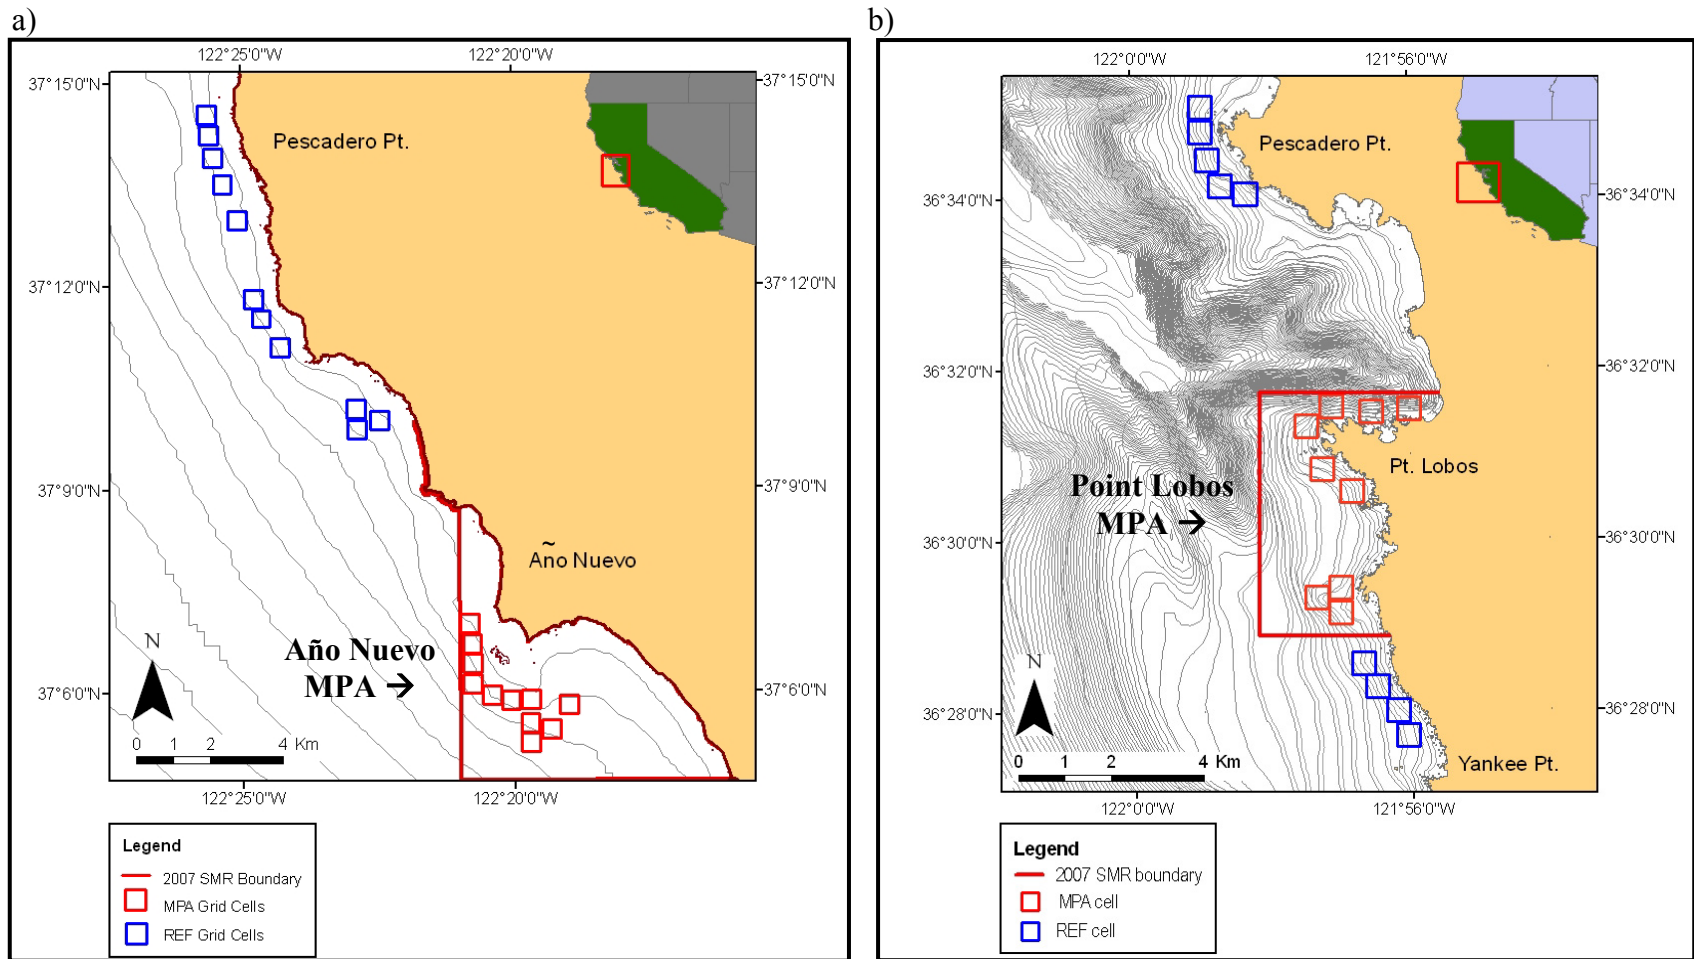 a)
122°25'0"W
122°20'0"W
37°15'0"N
37°15'0"N
Pescadero Pt.
37°12'0"N
37°12'0"N
37°9'0"N
37°9'0"N
Año Nuevo
Año Nuevo
MPA →
N
37°6'0"N
37°6'0"N
0 1 2 4 Km
122°25'0"W
122°20'0"W
Legend
2007 SMR Boundary
MPA Grid Cells
REF Grid Cells
b)
122°0'0"W
121°56'0"W
Pescadero Pt.
36°34'0"N
36°34'0"N
36°32'0"N
36°32'0"N
Pt. Lobos
Point Lobos
MPA →
36°30'0"N
36°30'0"N
N
36°28'0"N
36°28'0"N
0 1 2 4 Km
Yankee Pt.
122°0'0"W
121°56'0"W
Legend
2007 SMR boundary
MPA cell
REF cell